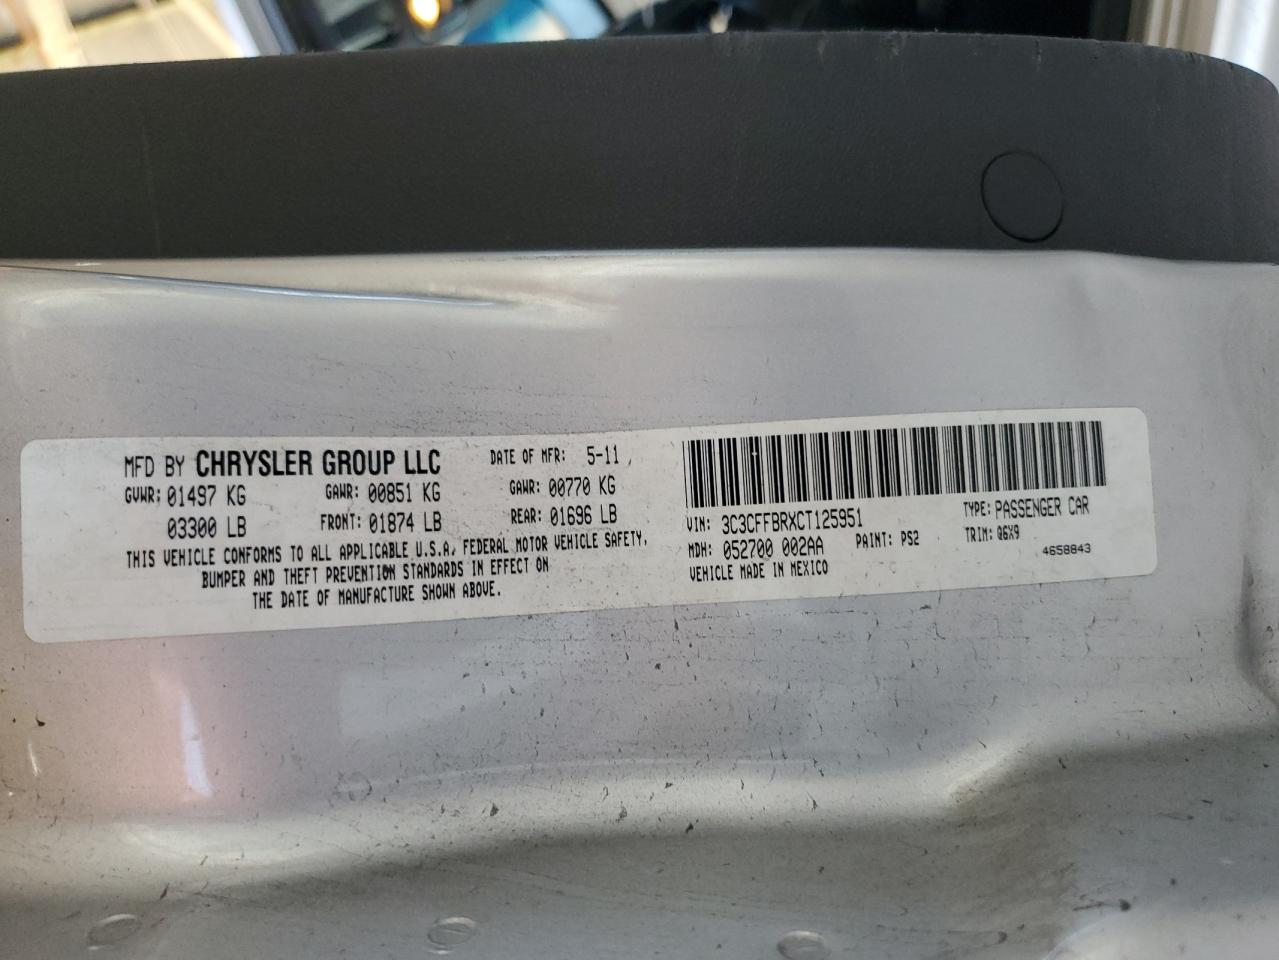 MFD BY CHRYSLER GROUP LLC DATE OF MFR: 5-11
GVWR: 01497 KG GAWR: 00851 KG GAWR: 00770 KG
03300 LB FRONT: 01874 LB REAR: 01696 LB
THIS VEHICLE CONFORMS TO ALL APPLICABLE U.S.A. FEDERAL MOTOR VEHICLE SAFETY,
BUMPER AND THEFT PREVENTION STANDARDS IN EFFECT ON
THE DATE OF MANUFACTURE SHOWN ABOVE.
VIN: 3C3CFFBRXCT125951 TYPE: PASSENGER CAR
MDH: 052700 002AA PAINT: PS2 TRIM: Q6X9
VEHICLE MADE IN MEXICO 4658843